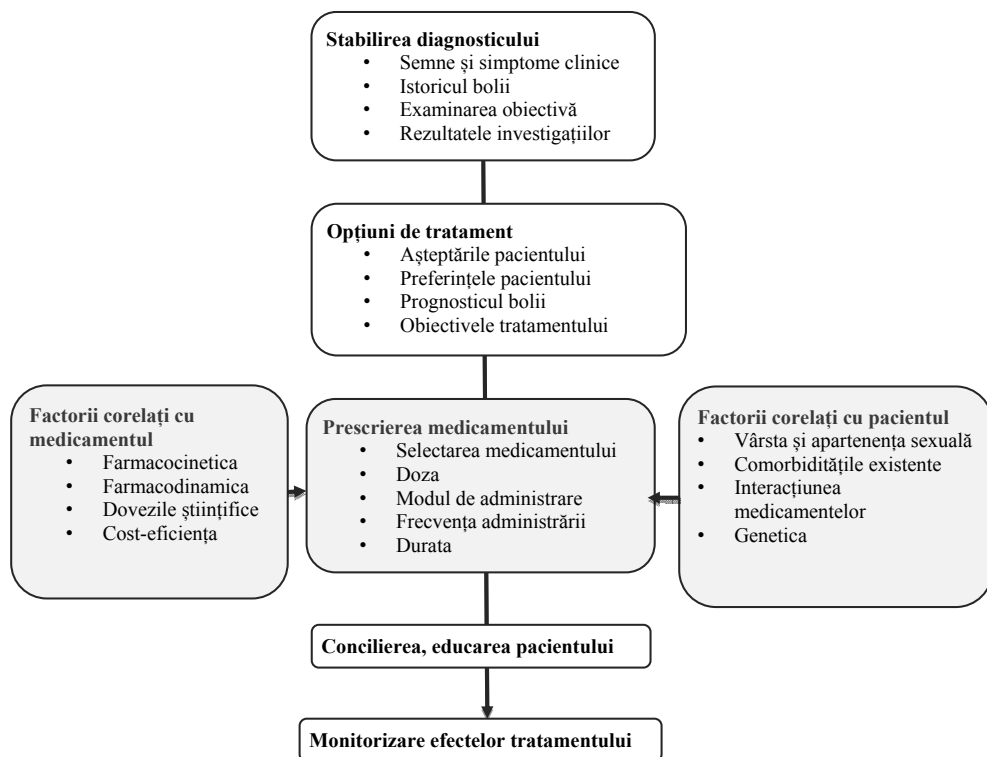 Stabilirea diagnosticului
• Semne și simptome clinice
• Istoricul bolii
• Examinarea obiectivă
• Rezultatele investigațiilor
Opțiuni de tratament
• Așteptările pacientului
• Preferințele pacientului
• Prognosticul bolii
• Obiectivele tratamentului
Factorii corelați cu
medicamentul
• Farmacocinetica
• Farmacodinamica
• Dovezile științifice
• Cost-eficiența
Prescrierea medicamentului
• Selectarea medicamentului
• Doza
• Modul de administrare
• Frecvența administrării
• Durata
Factorii corelați cu pacientul
• Vârsta și apartenența sexuală
• Comorbiditățile existente
• Interacțiunea
medicamentelor
• Genetica
Concilierea, educarea pacientului
Monitorizare efectelor tratamentului